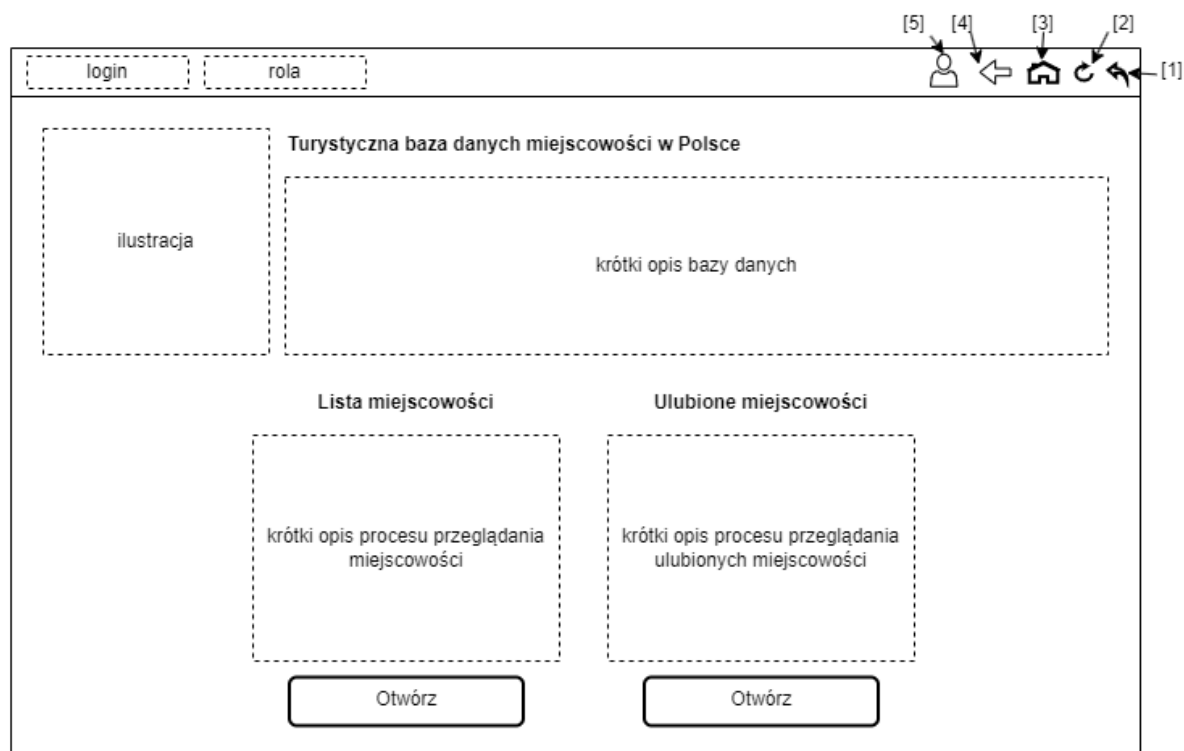 [5] [4] [3] [2]
[1]
login rola
Turystyczna baza danych miejscowości w Polsce
ilustracja
krótki opis bazy danych
Lista miejscowości Ulubione miejscowości
krótki opis procesu przeglądania
miejscowości
krótki opis procesu przeglądania
ulubionych miejscowości
Otwórz Otwórz